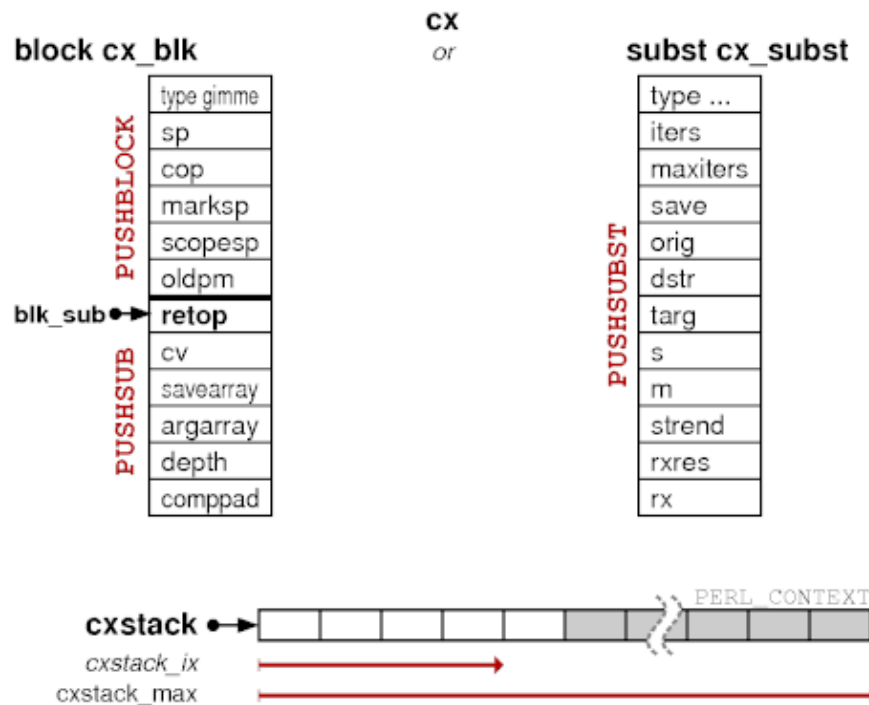 cx
or
block cx_blk
subst cx_subst
PUSHBLOCK
type gimme
sp
cop
marksp
scopesp
oldpm
blk_sub
retop
PUSHSUB
cv
savearray
argarray
depth
comppad
PUSHSUBST
type ...
iters
maxiters
save
orig
dstr
targ
s
m
strend
rxres
rx
PERL_CONTEXT
cxstack
cxstack_ix
cxstack_max